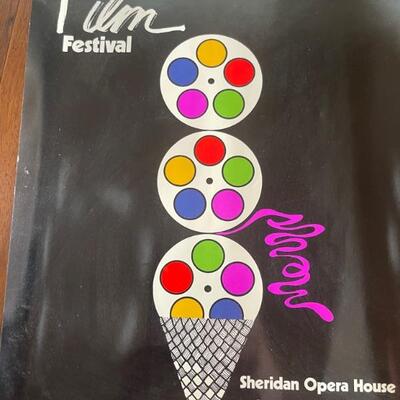 Film
Festival
Sheridan Opera House